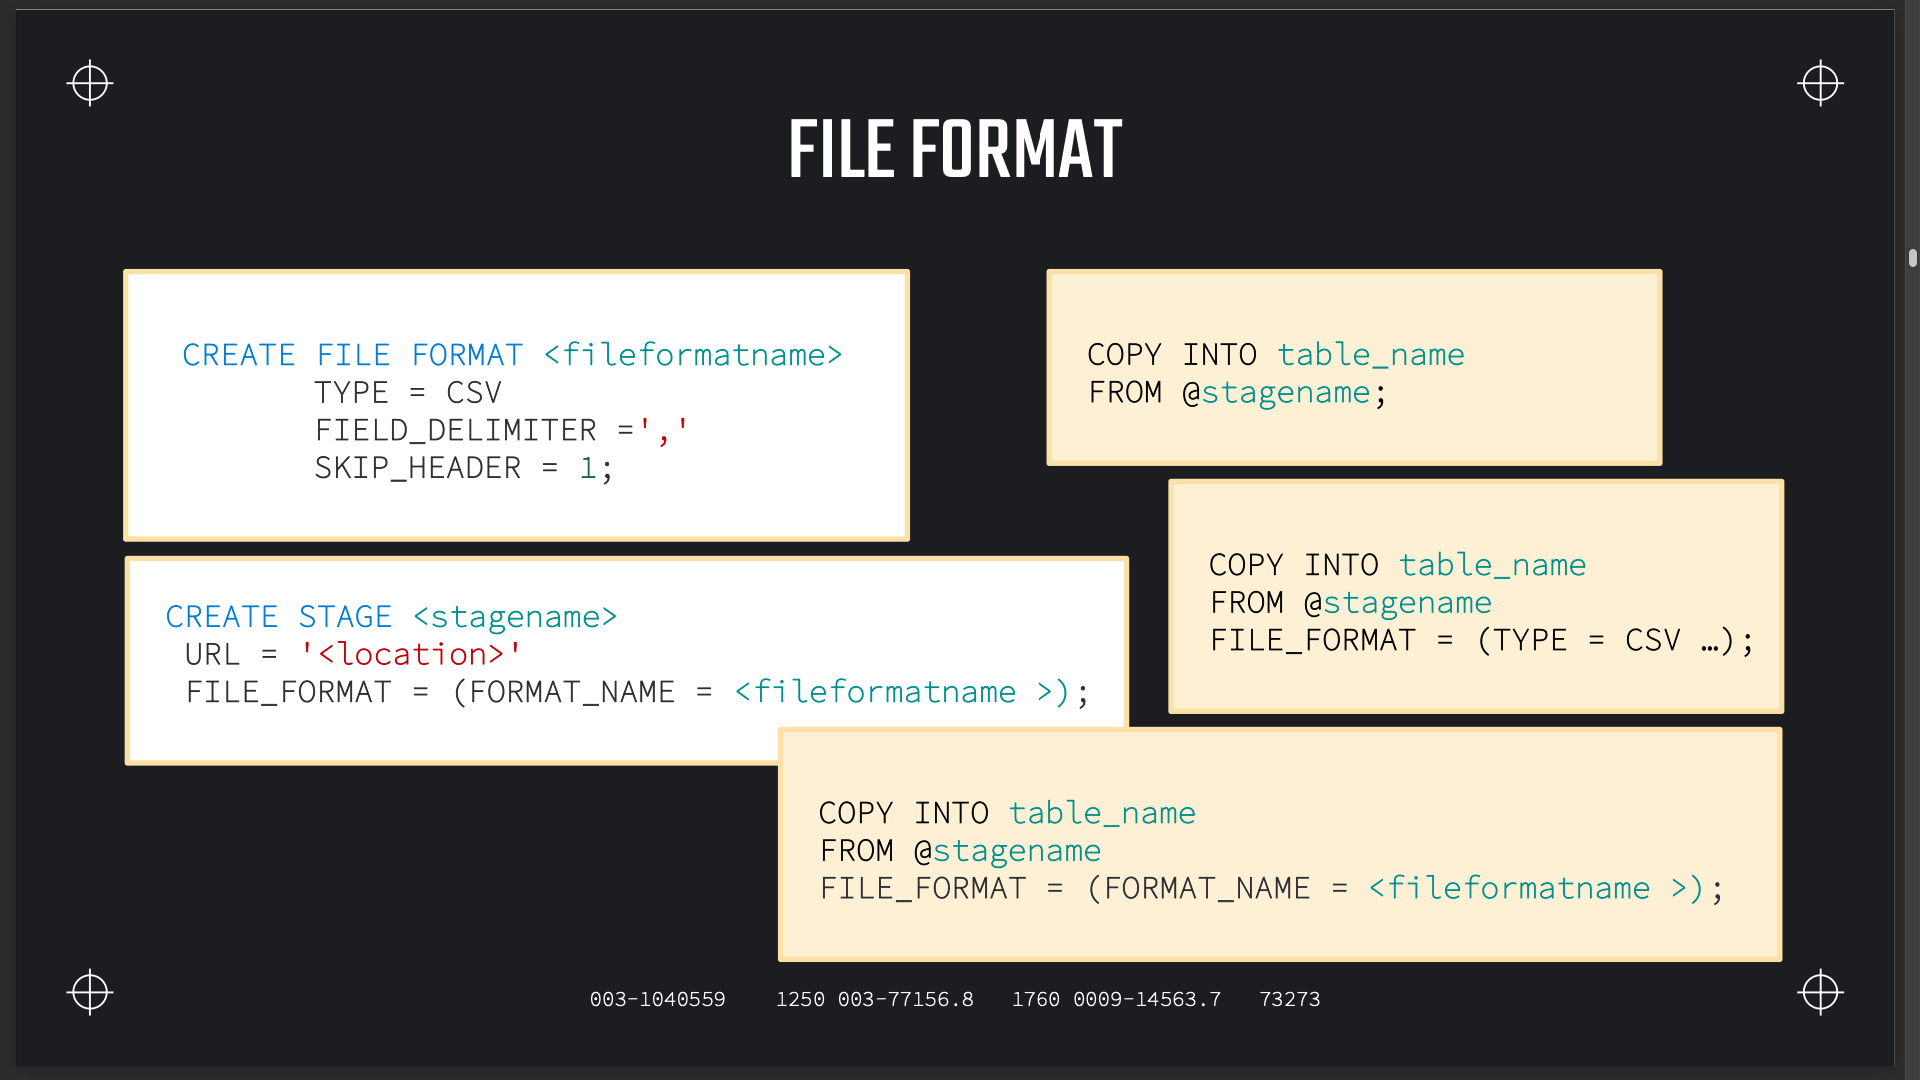 FILE FORMAT
CREATE FILE FORMAT <fileformatname>
TYPE = CSV
FIELD_DELIMITER =','
SKIP_HEADER = 1;
CREATE STAGE <stagename>
URL = '<location>'
FILE_FORMAT = (FORMAT_NAME = <fileformatname >);
COPY INTO table_name
FROM @stagename;
COPY INTO table_name
FROM @stagename
FILE_FORMAT = (TYPE = CSV …);
COPY INTO table_name
FROM @stagename
FILE_FORMAT = (FORMAT_NAME = <fileformatname >);
003-1040559 1250 003-77156.8 1760 0009-14563.7 73273